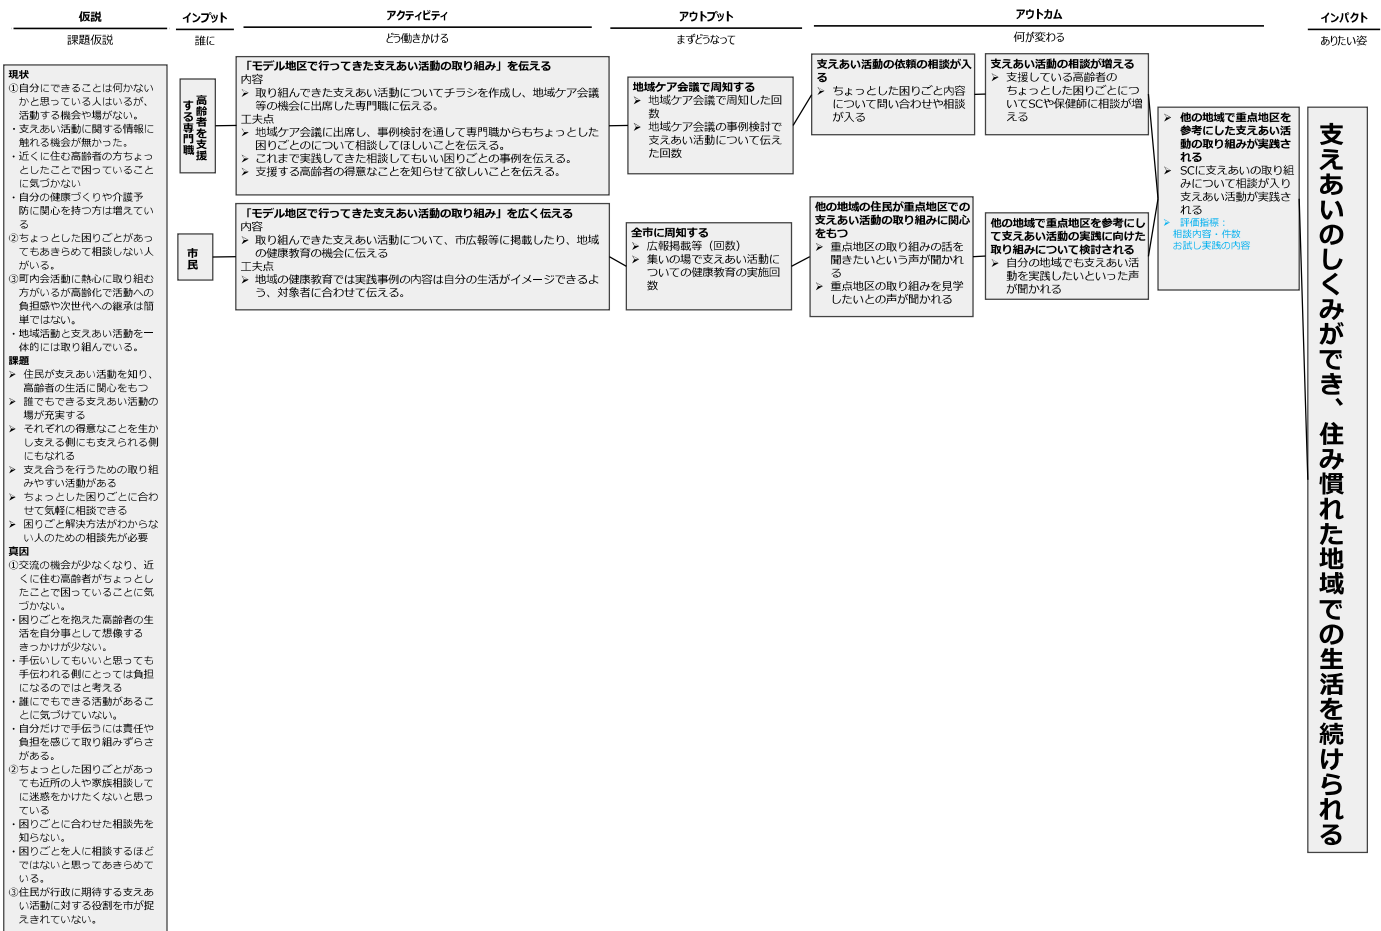 仮説
課題仮説
現状
①自分にできることは何かない
かと思っている人はいるが、
活動する機会や場がない。
・支えあい活動に関する情報に
触れる機会が無かった。
・近くに住む高齢者の方ちょっ
としたことで困っていること
に気づかない
・自分の健康づくりや介護予
防に関心を持つ方は増えてい
る
②ちょっとした困りごとがあっ
てもあきらめて相談しない人
がいる。
③町内会活動に熱心に取り組む
方がいるが高齢化で活動への
負担感や次世代への継承は簡
単ではない。
・地域活動と支えあい活動を一
体的には取り組んでいる。
課題
➢ 住民が支えあい活動を知り、
高齢者の生活に関心をもつ
➢ 誰でもできる支えあい活動の
場が充実する
➢ それぞれの得意なことを生か
し支える側にも支えられる側
にもなれる
➢ 支え合うを行うための取り組
みやすい活動がある
➢ ちょっとした困りごとに合わ
せて気軽に相談できる
➢ 困りごと解決方法がわからな
い人のための相談先が必要
真因
①交流の機会が少なくなり、近
くに住む高齢者がちょっとし
たことで困っていることに気
づかない。
・困りごとを抱えた高齢者の生
活を自分事として想像する
きっかけが少ない。
・手伝いしてもいいと思っても
手伝われる側にとっては負担
になるのではと考える
・誰にでもできる活動があるこ
とに気づけていない。
・自分だけで手伝うには責任や
負担を感じて取り組みずらさ
がある。
②ちょっとした困りごとがあっ
ても近所の人や家族相談して
に迷惑をかけたくないと思っ
ている
・困りごとに合わせた相談先を
知らない。
・困りごとを人に相談するほど
ではないと思ってあきらめて
いる。
③住民が行政に期待する支えあ
い活動に対する役割を市が捉
えきれていない。
インプット
誰に
高齢者を支援
する専門職
市
民
アクティビティ
どう働きかける
「モデル地区で行ってきた支えあい活動の取り組み」を伝える
内容
➢ 取り組んできた支えあい活動についてチラシを作成し、地域ケア会議
等の機会に出席した専門職に伝える。
工夫点
➢ 地域ケア会議に出席し、事例検討を通して専門職からもちょっとした
困りごとのについて相談してほしいことを伝える。
➢ これまで実践してきた相談してもいい困りごとの事例を伝える。
➢ 支援する高齢者の得意なことを知らせて欲しいことを伝える。
「モデル地区で行ってきた支えあい活動の取り組み」を広く伝える
内容
➢ 取り組んできた支えあい活動について、市広報等に掲載したり、地域
の健康教育の機会に伝える
工夫点
➢ 地域の健康教育では実践事例の内容は自分の生活がイメージできるよ
う、対象者に合わせて伝える。
アウトプット
まずどうなって
地域ケア会議で周知する
➢ 地域ケア会議で周知した回
数
➢ 地域ケア会議の事例検討で
支えあい活動について伝え
た回数
全市に周知する
➢ 広報掲載等（回数）
➢ 集いの場で支えあい活動に
ついての健康教育の実施回
数
アウトカム
何が変わる
支えあい活動の依頼の相談が入
る
➢ ちょっとした困りごと内容
について問い合わせや相談
が入る
支えあい活動の相談が増える
➢ 支援している高齢者の
ちょっとした困りごとにつ
いてSCや保健師に相談が増
える
他の地域の住民が重点地区での
支えあい活動の取り組みに関心
をもつ
➢ 重点地区の取り組みの話を
聞きたいという声が聞かれ
る
➢ 重点地区の取り組みを見学
したいとの声が聞かれる
他の地域で重点地区を参考にし
て支えあい活動の実践に向けた
取り組みについて検討される
➢ 自分の地域でも支えあい活
動を実践したいといった声
が聞かれる
➢ 他の地域で重点地区を
参考にした支えあい活
動の取り組みが実践さ
れる
➢ SCに支えあいの取り組
みについて相談が入り
支えあい活動が実践さ
れる
➢ 評価指標：
相談内容・件数
お試し実践の内容
インパクト
ありたい姿
支えあいのしくみができ、住み慣れた地域での生活を続けられる